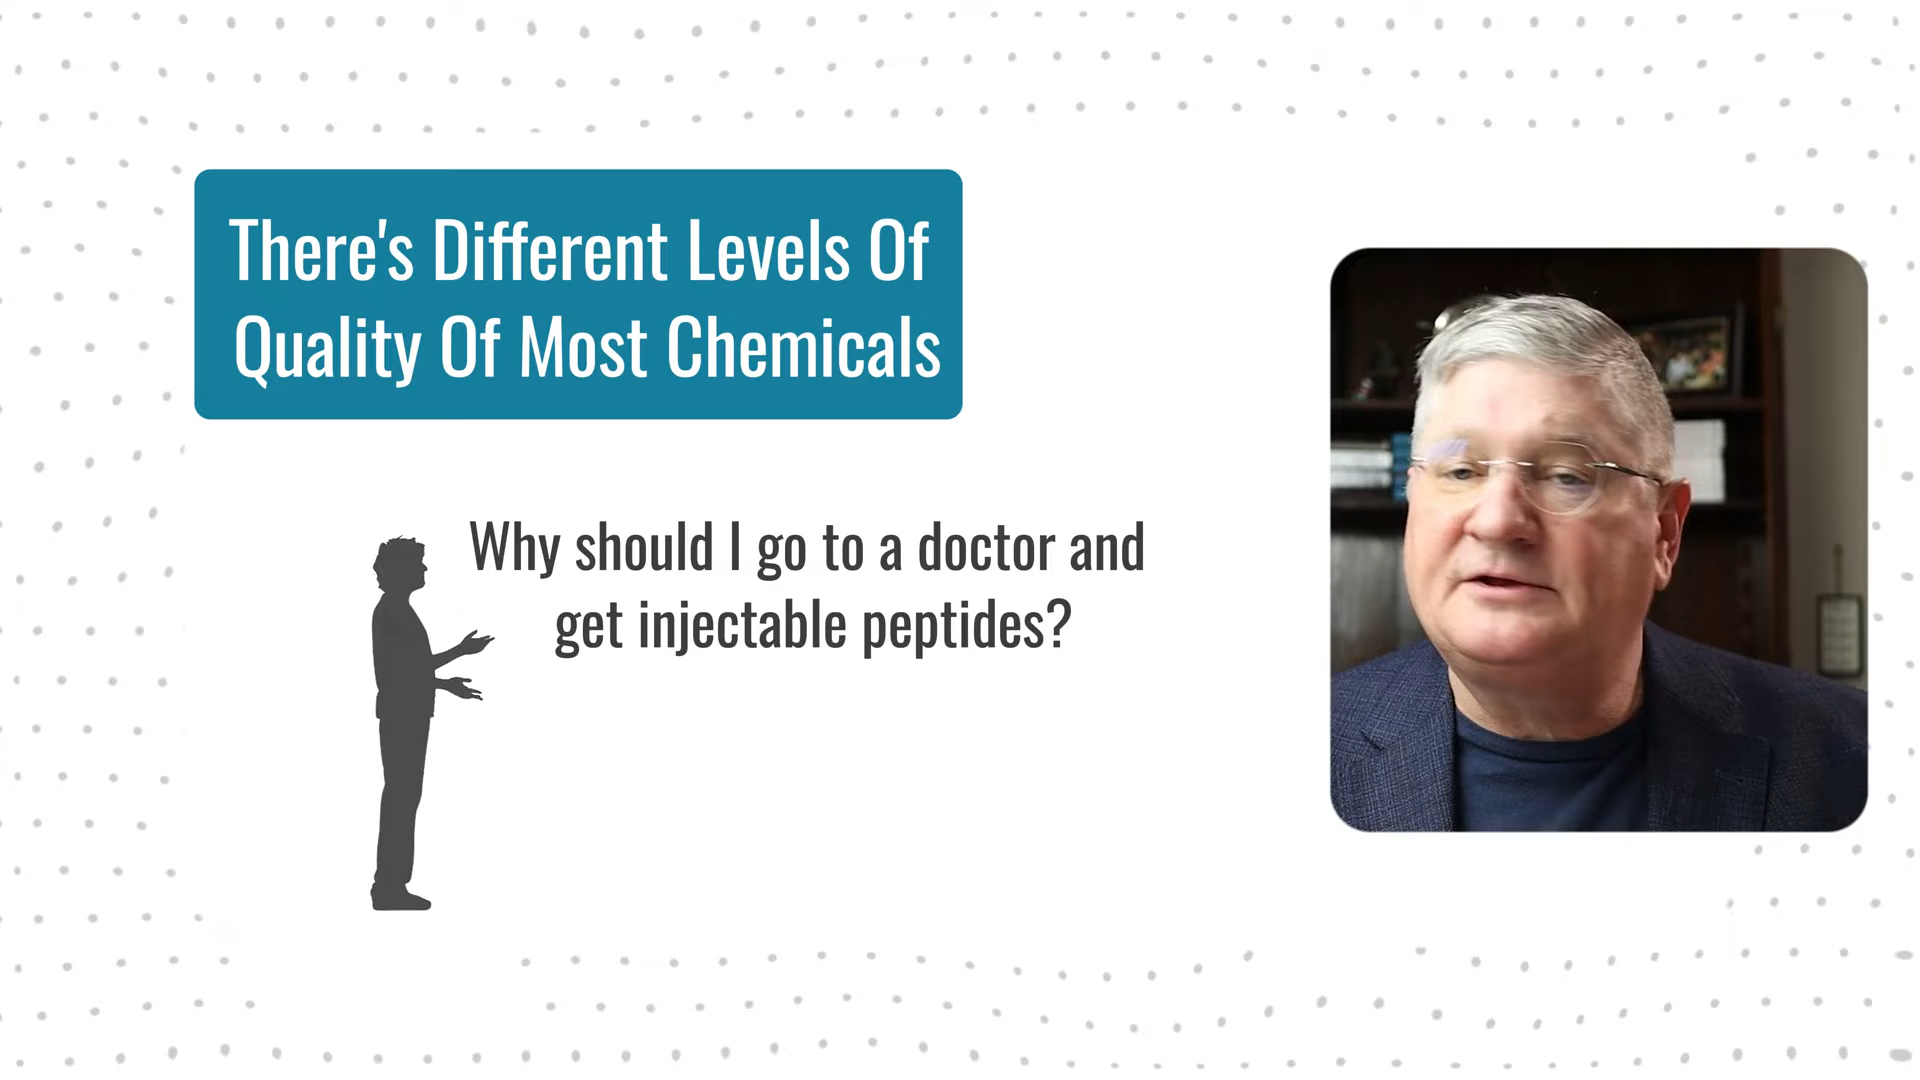 There's Different Levels Of
Quality Of Most Chemicals
Why should I go to a doctor and
get injectable peptides?